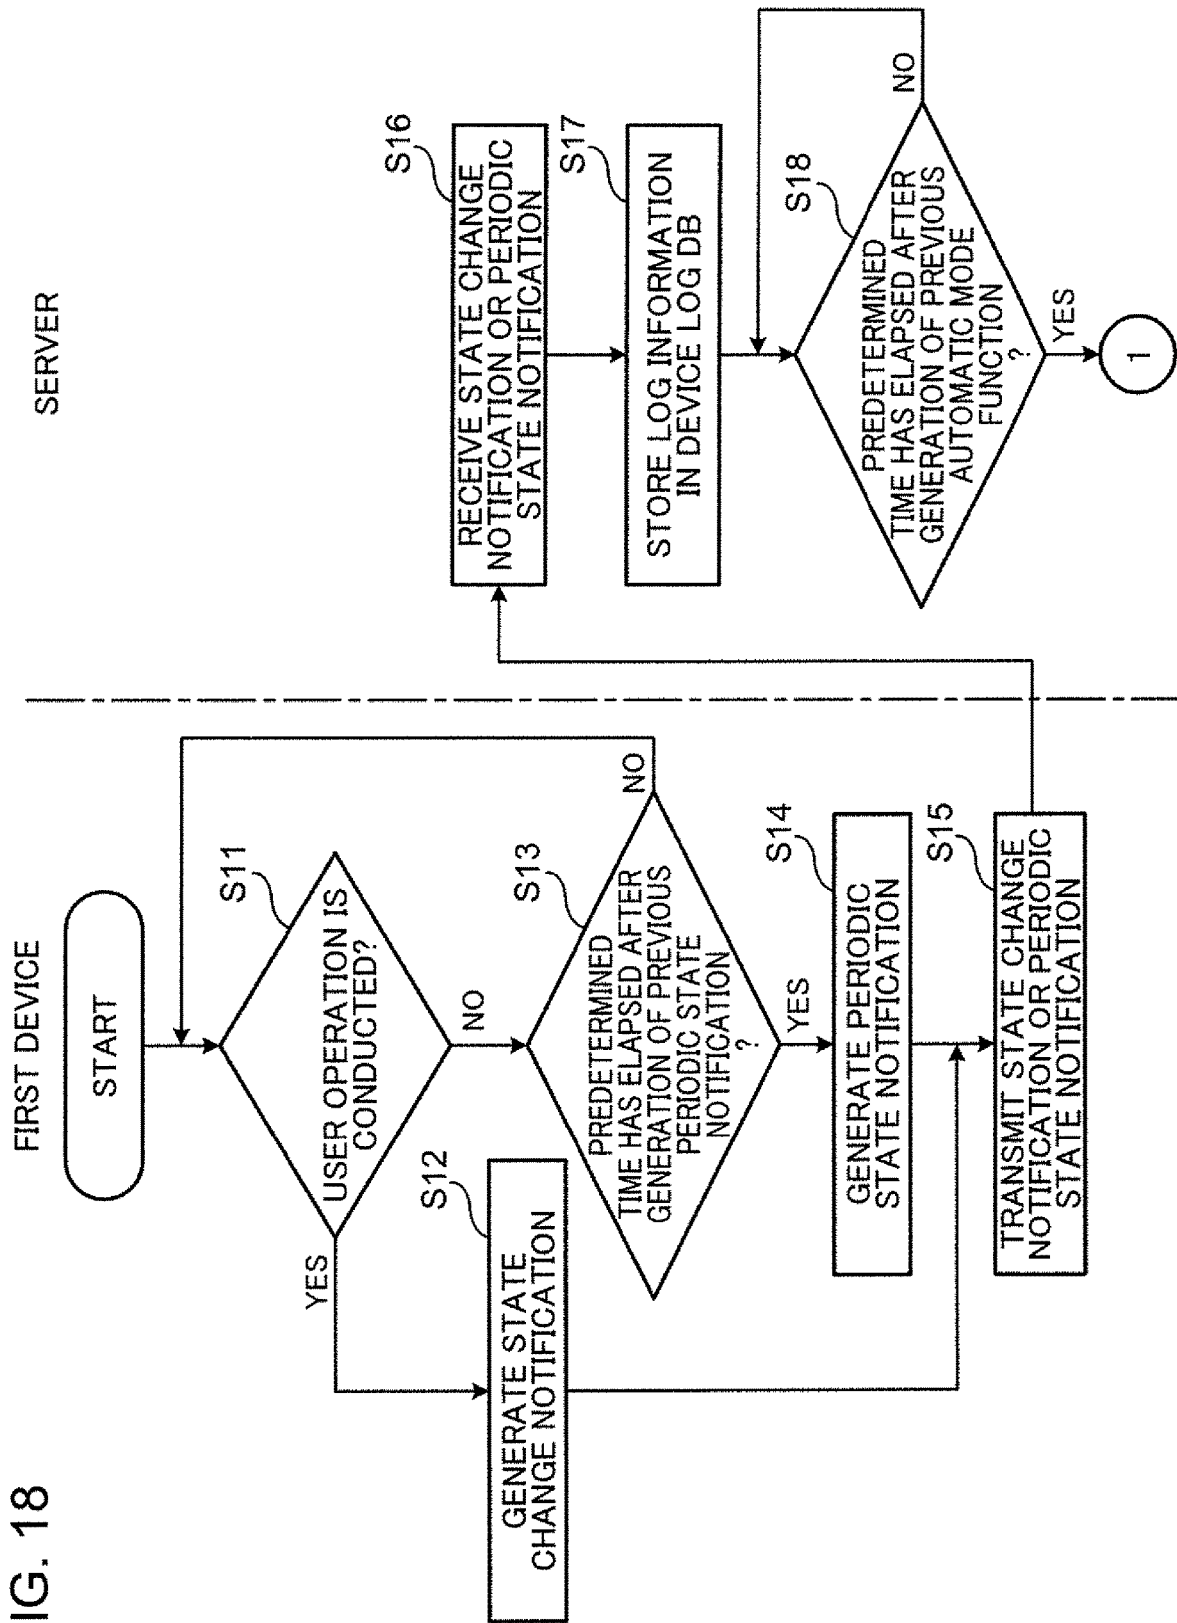 IG. 18
FIRST DEVICE
START
S11
USER OPERATION IS
CONDUCTED?
YES
NO
S12
GENERATE STATE
CHANGE NOTIFICATION
S13
PREDETERMINED
TIME HAS ELAPSED AFTER
GENERATION OF PREVIOUS
PERIODIC STATE
NOTIFICATION
?
NO
YES
S14
GENERATE PERIODIC
STATE NOTIFICATION
S15
TRANSMIT STATE CHANGE
NOTIFICATION OR PERIODIC
STATE NOTIFICATION
SERVER
S16
RECEIVE STATE CHANGE
NOTIFICATION OR PERIODIC
STATE NOTIFICATION
S17
STORE LOG INFORMATION
IN DEVICE LOG DB
S18
PREDETERMINED
TIME HAS ELAPSED AFTER
GENERATION OF PREVIOUS
AUTOMATIC MODE
FUNCTION
?
NO
YES
1